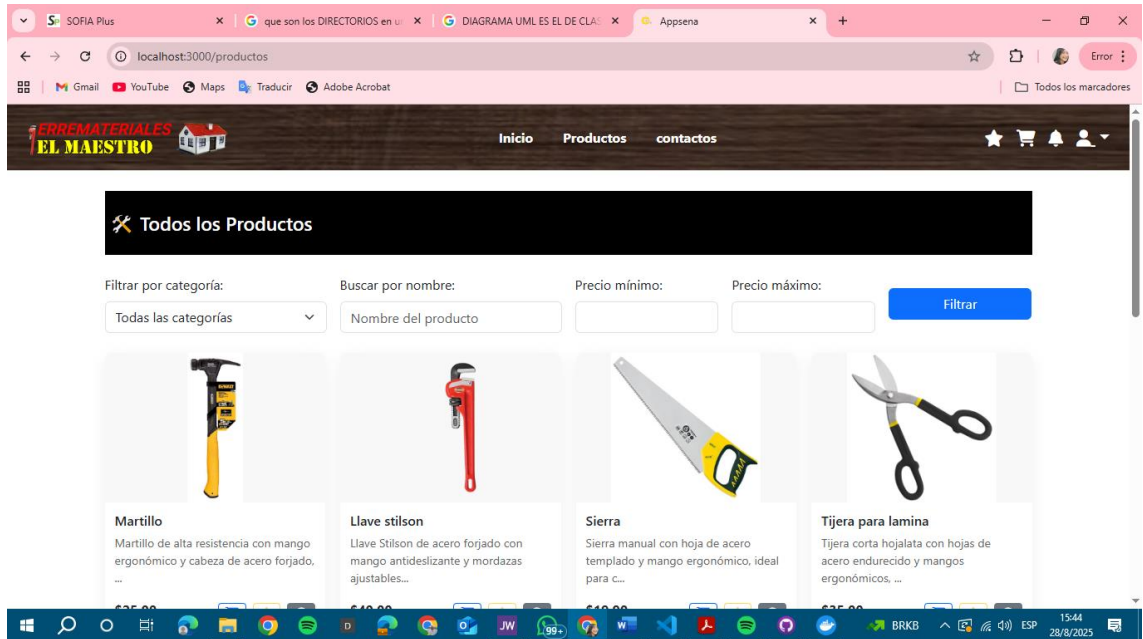 SOFIA Plus
que son los DIRECTORIOS en u
DIAGRAMA UML ES EL DE CLAS
Appsena
localhost:3000/productos
Error
Gmail
YouTube
Maps
Traducir
Adobe Acrobat
Todos los marcadores
ERREMATERIALES
EL MAESTRO
Inicio
Productos
contactos
🛠 Todos los Productos
Filtrar por categoría:
Buscar por nombre:
Precio mínimo:
Precio máximo:
Todas las categorías
Nombre del producto
Filtrar
Martillo
Martillo de alta resistencia con mango
ergonómico y cabeza de acero forjado,
...
Llave stilson
Llave Stilson de acero forjado con
mango antideslizante y mordazas
ajustables...
Sierra
Sierra manual con hoja de acero
templado y mango ergonómico, ideal
para c...
Tijera para lamina
Tijera corta hojalata con hojas de
acero endurecido y mangos
ergonómicos, ...
99+
BRKB
ESP
15:44
28/8/2025